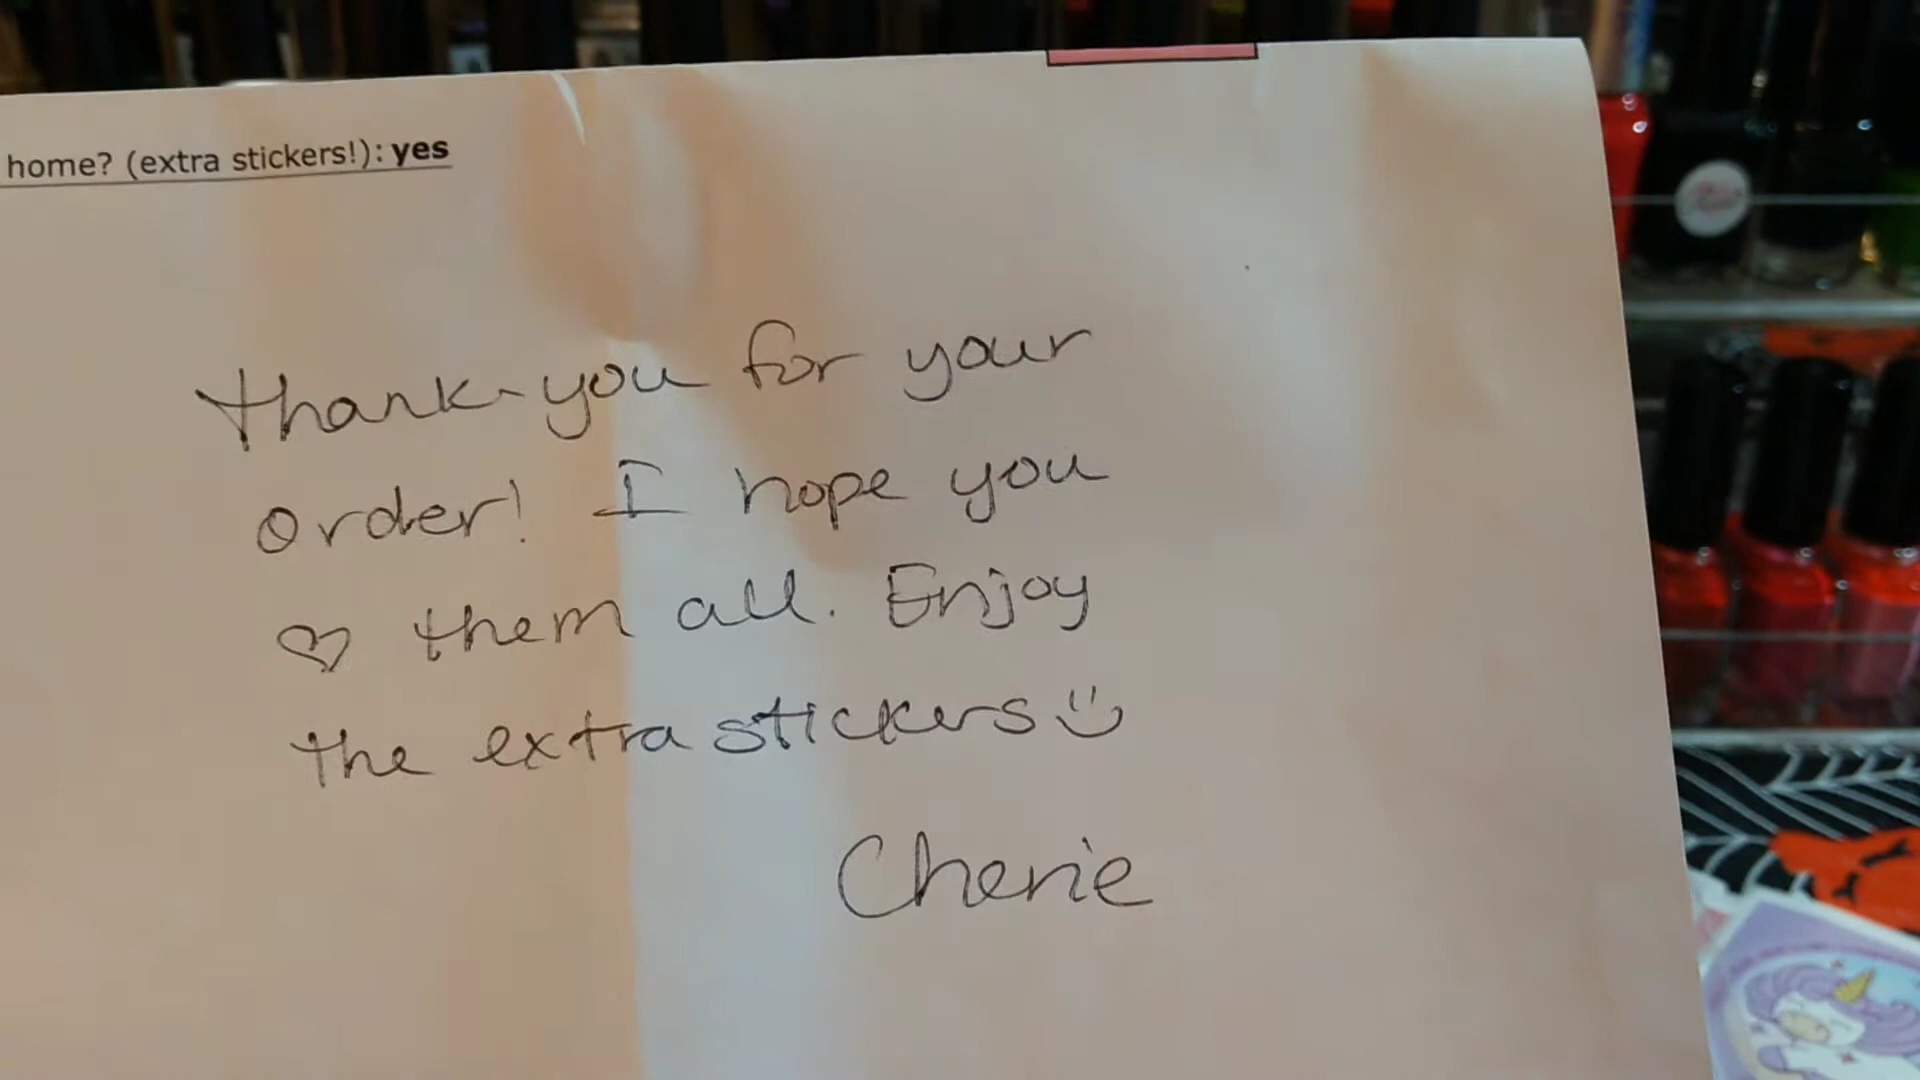 home? (extra stickers!): yes
Thank-you for your
order! I hope you
♡ them all. Enjoy
the extra stickers ü
Cherie